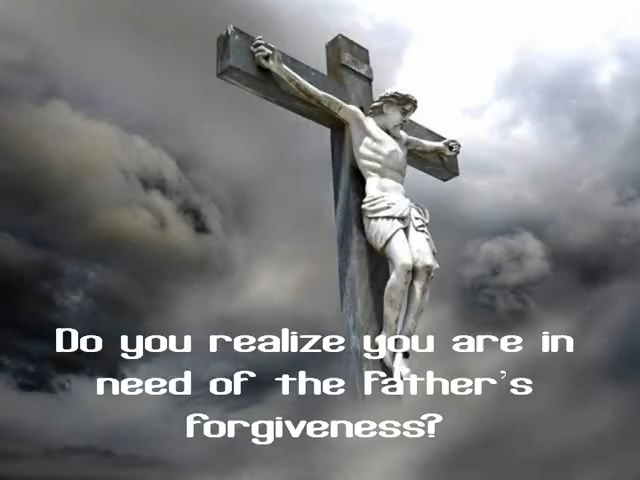 Do you realize you are in
need of the father's
forgiveness?